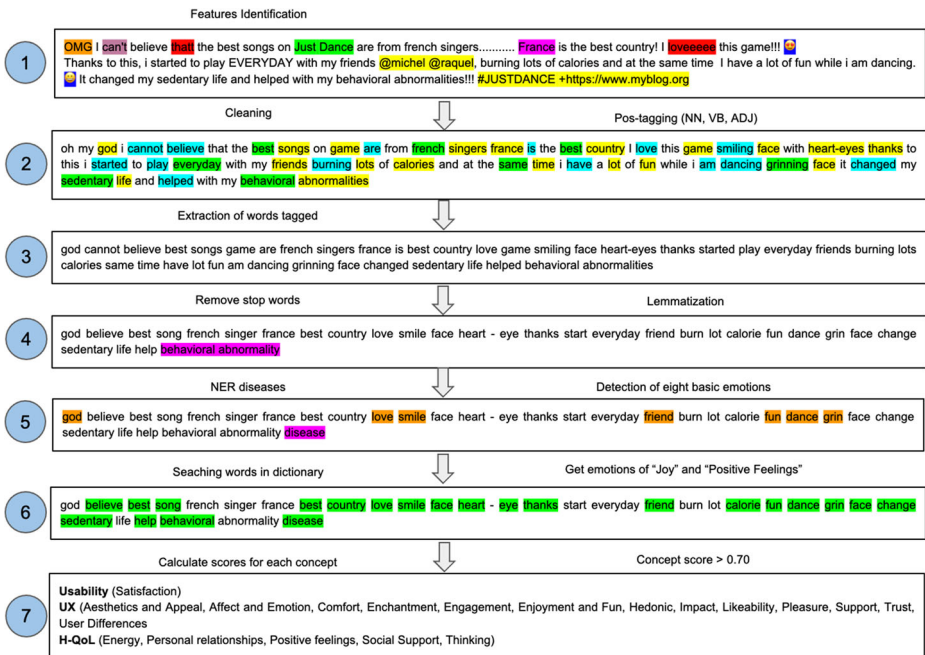 Features Identification
1
OMG I can't believe thatt the best songs on Just Dance are from french singers........... France is the best country! I loveeeee this game!!! 😍
Thanks to this, i started to play EVERYDAY with my friends @michel @raquel, burning lots of calories and at the same time I have a lot of fun while i am dancing.
😀 It changed my sedentary life and helped with my behavioral abnormalities!!! #JUSTDANCE +https://www.myblog.org
Cleaning
Pos-tagging (NN, VB, ADJ)
2
oh my god i cannot believe that the best songs on game are from french singers france is the best country I love this game smiling face with heart-eyes thanks to
this i started to play everyday with my friends burning lots of calories and at the same time i have a lot of fun while i am dancing grinning face it changed my
sedentary life and helped with my behavioral abnormalities
Extraction of words tagged
3
god cannot believe best songs game are french singers france is best country love game smiling face heart-eyes thanks started play everyday friends burning lots
calories same time have lot fun am dancing grinning face changed sedentary life helped behavioral abnormalities
Remove stop words
Lemmatization
4
god believe best song french singer france best country love smile face heart - eye thanks start everyday friend burn lot calorie fun dance grin face change
sedentary life help behavioral abnormality
NER diseases
Detection of eight basic emotions
5
god believe best song french singer france best country love smile face heart - eye thanks start everyday friend burn lot calorie fun dance grin face change
sedentary life help behavioral abnormality disease
Seaching words in dictionary
Get emotions of “Joy” and “Positive Feelings”
6
god believe best song french singer france best country love smile face heart - eye thanks start everyday friend burn lot calorie fun dance grin face change
sedentary life help behavioral abnormality disease
Calculate scores for each concept
Concept score > 0.70
7
Usability (Satisfaction)
UX (Aesthetics and Appeal, Affect and Emotion, Comfort, Enchantment, Engagement, Enjoyment and Fun, Hedonic, Impact, Likeability, Pleasure, Support, Trust,
User Differences
H-QoL (Energy, Personal relationships, Positive feelings, Social Support, Thinking)